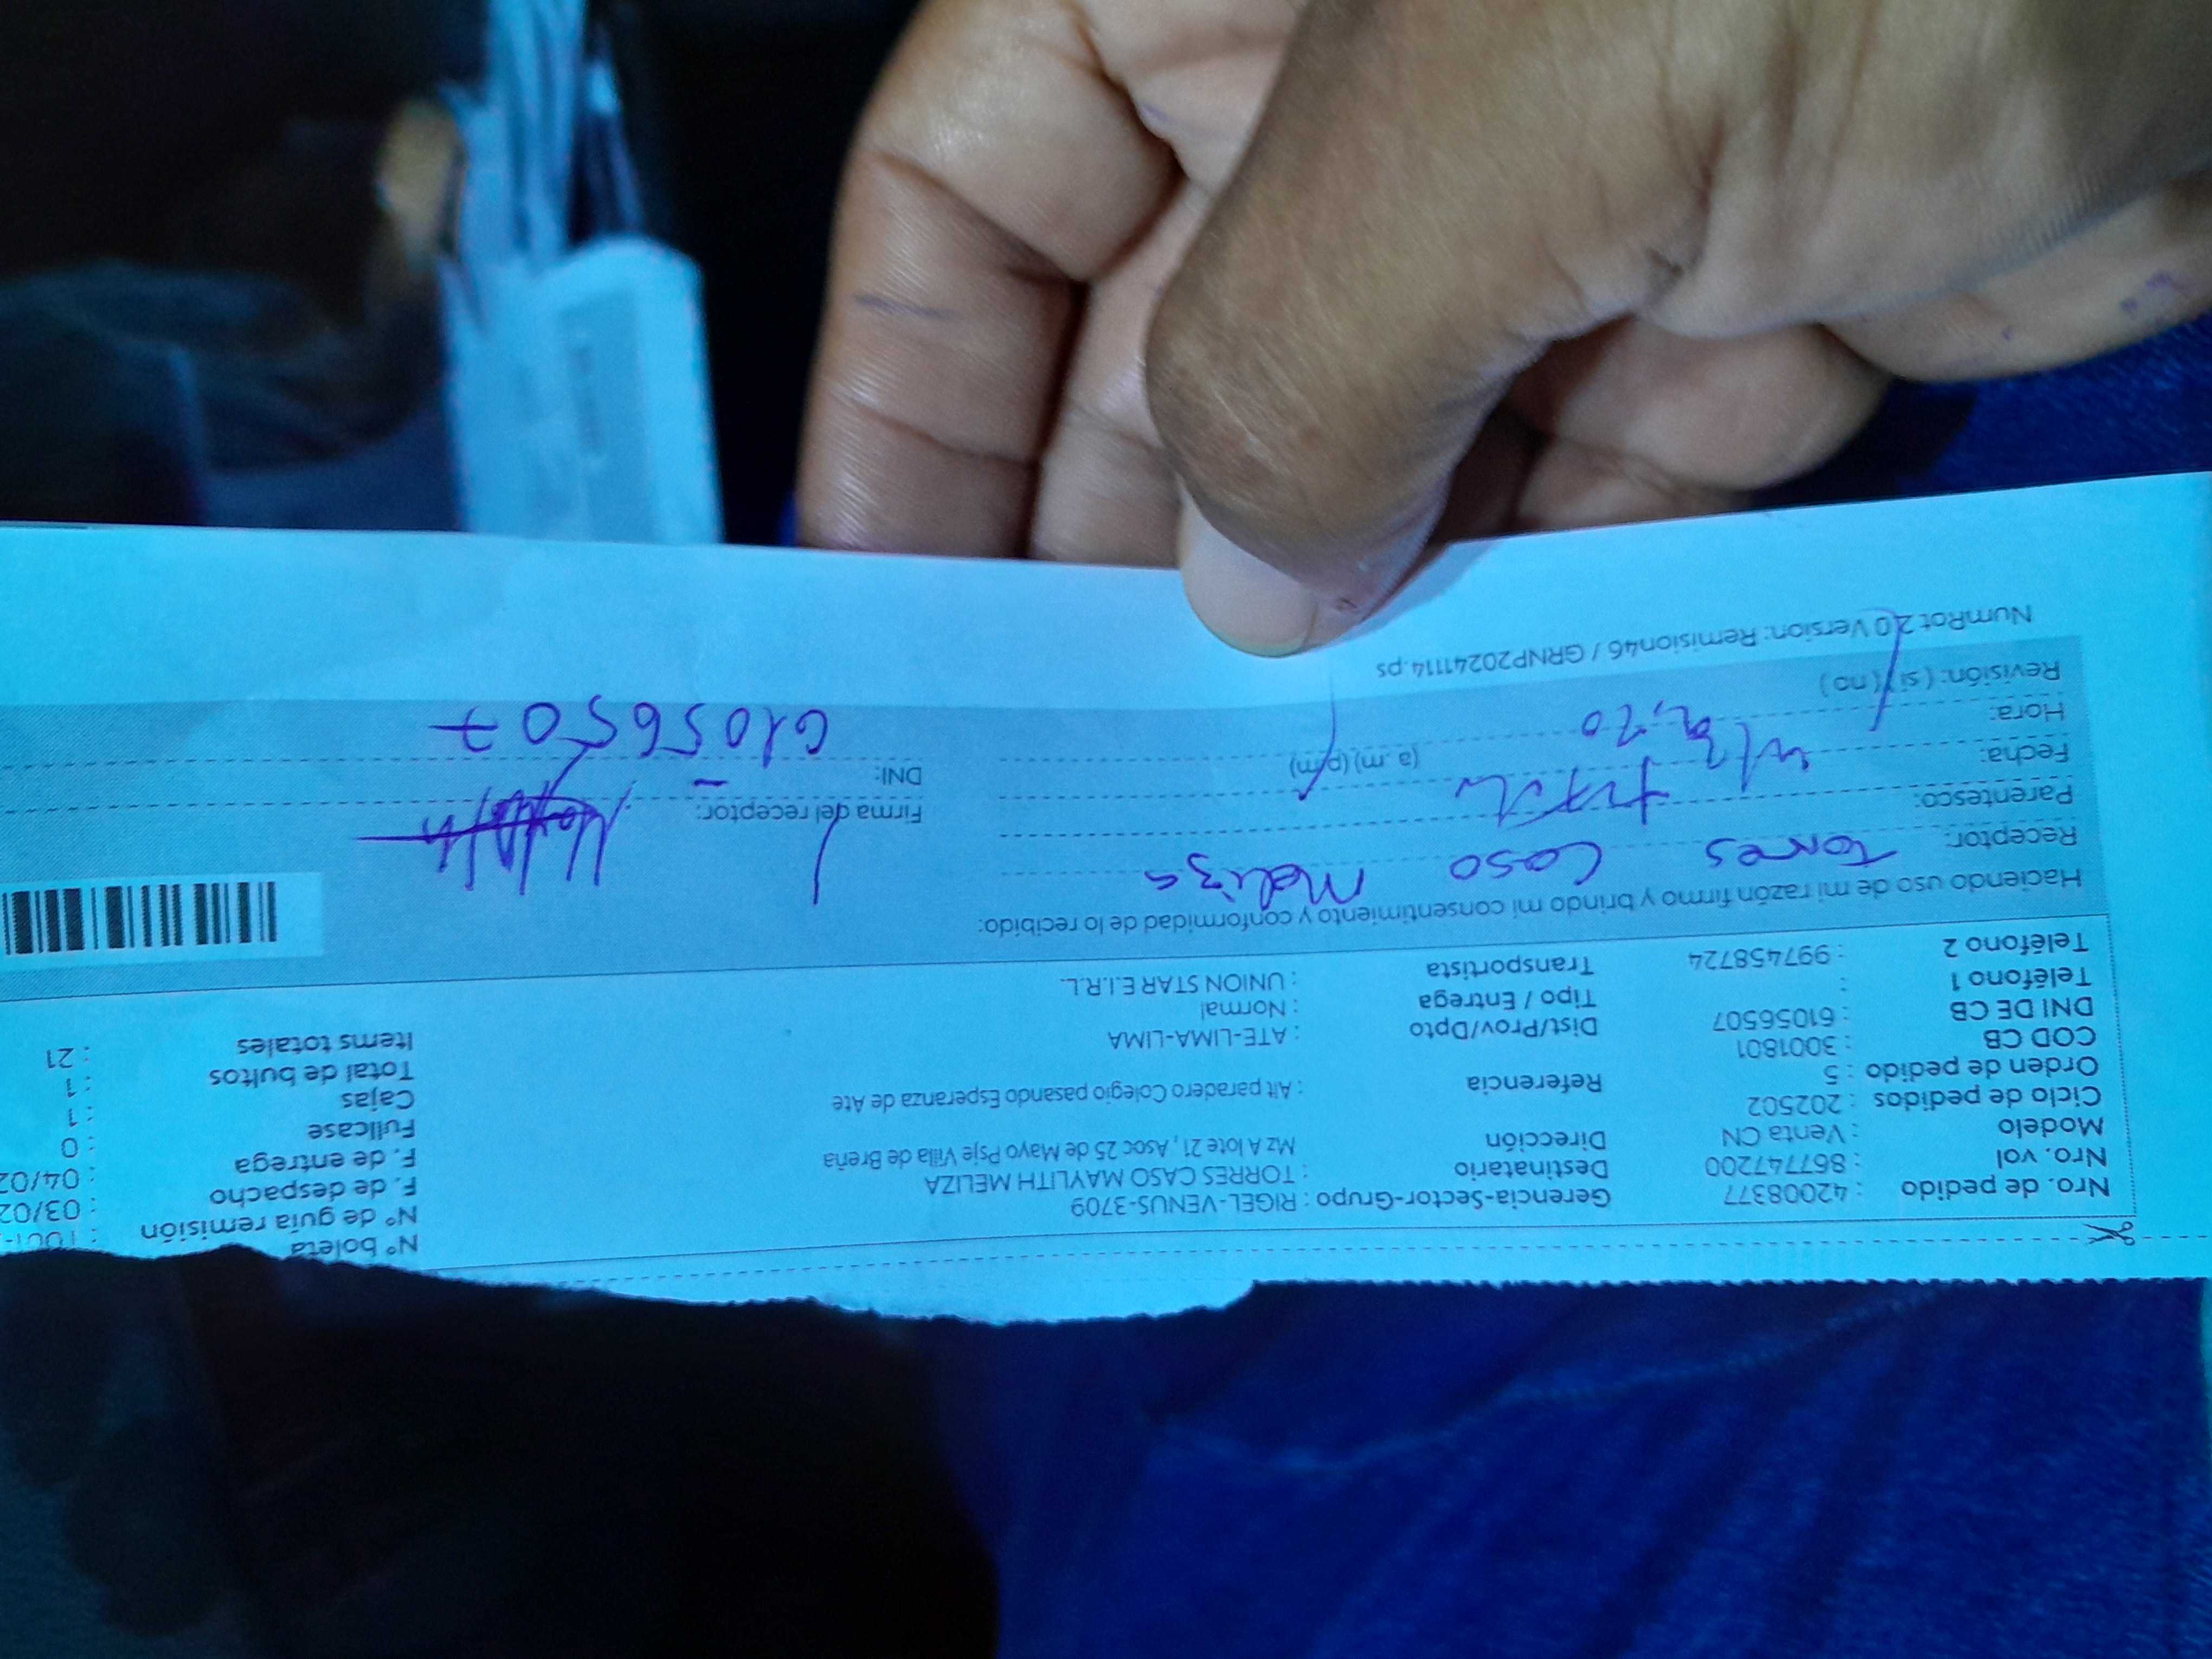 Nº boleta
Nro. de pedido : 42008377 Gerencia-Sector-Grupo : RIGEL-VENUS-3709 Nº de guía remisión
Nro. vol : 867747200 Destinatario : TORRES CASO MAYLITH MELIZA F. de despacho : 03/02
Modelo : Venta CN Dirección Mz A lote 21, Asoc 25 de Mayo Psje Villa de Breña F. de entrega : 04/02
Ciclo de pedidos : 202502 Fullcase : 0
Orden de pedido : 5 Referencia : Alt paradero Colegio pasando Esperanza de Ate Cajas : 1
COD CB : 3001801 Total de bultos : 1
DNI DE CB : 61056507 Dist/Prov/Dpto : ATE-LIMA-LIMA Items totales : 21
Teléfono 1 : Tipo / Entrega : Normal
Teléfono 2 : 997458724 Transportista : UNION STAR E.I.R.L.
Haciendo uso de mi razón firmo y brindo mi consentimiento y conformidad de lo recibido:
Receptor: Torres Caso Meliza
Parentesco: Firma del receptor:
Fecha: DNI: 61056507
Hora: (a.m) (p.m)
Revisión: (si) (no)
NumRot 2.0 Version: Remision46 / GRNP20241114.ps